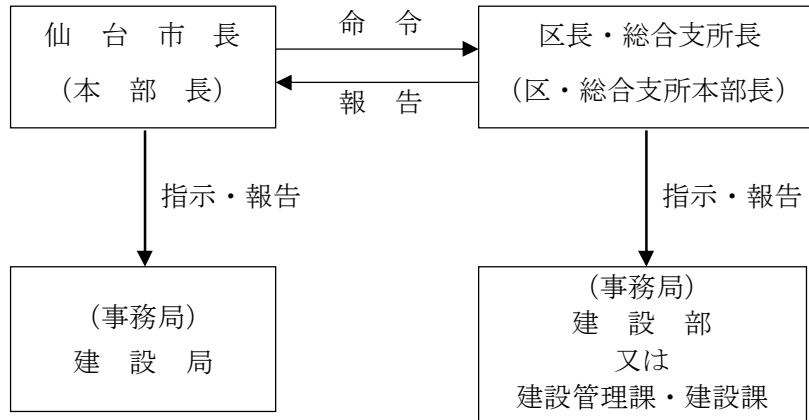 仙台市長
（本部長）
命令
報告
区長・総合支所長
（区・総合支所本部長）
指示・報告
指示・報告
（事務局）
建設局
（事務局）
建設部
又は
建設管理課・建設課